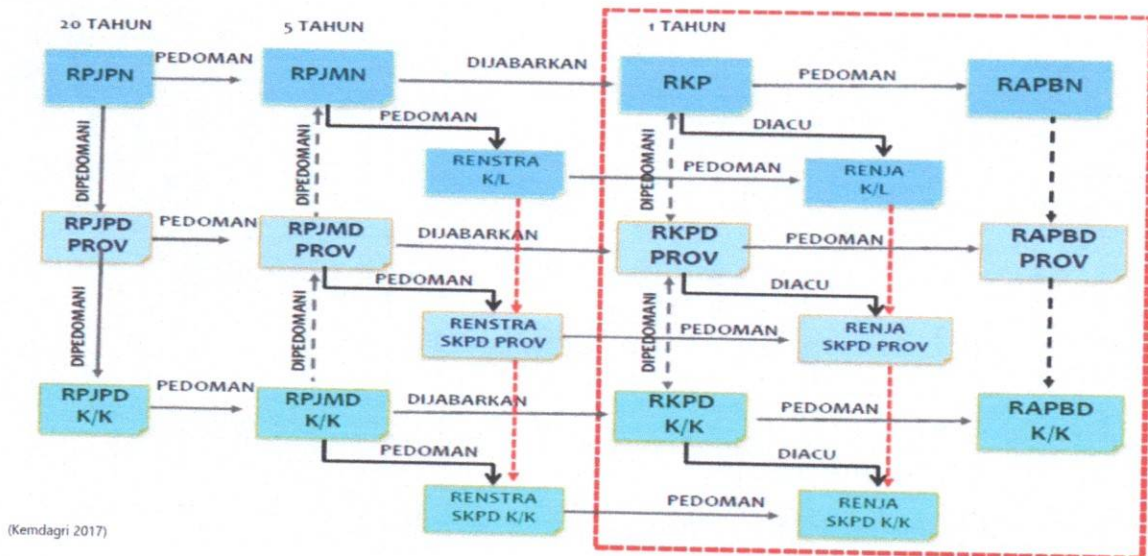 20 TAHUN
5 TAHUN
1 TAHUN
RPJPN
PEDOMAN
RPJMN
DIJABARKAN
RKP
PEDOMAN
RAPBN
DIPEDOMANI
PEDOMAN
DIPEDOMANI
DIACU
RENSTRA
K/L
PEDOMAN
RENJA
K/L
DIPEDOMANI
RPJPD
PROV
PEDOMAN
RPJMD
PROV
DIJABARKAN
RKPD
PROV
PEDOMAN
RAPBD
PROV
DIPEDOMANI
PEDOMAN
DIPEDOMANI
DIACU
RENSTRA
SKPD PROV
PEDOMAN
RENJA
SKPD PROV
DIPEDOMANI
RPJPD
K/K
PEDOMAN
RPJMD
K/K
DIJABARKAN
RKPD
K/K
PEDOMAN
RAPBD
K/K
PEDOMAN
DIACU
RENSTRA
SKPD K/K
PEDOMAN
RENJA
SKPD K/K
(Kemdagri 2017)